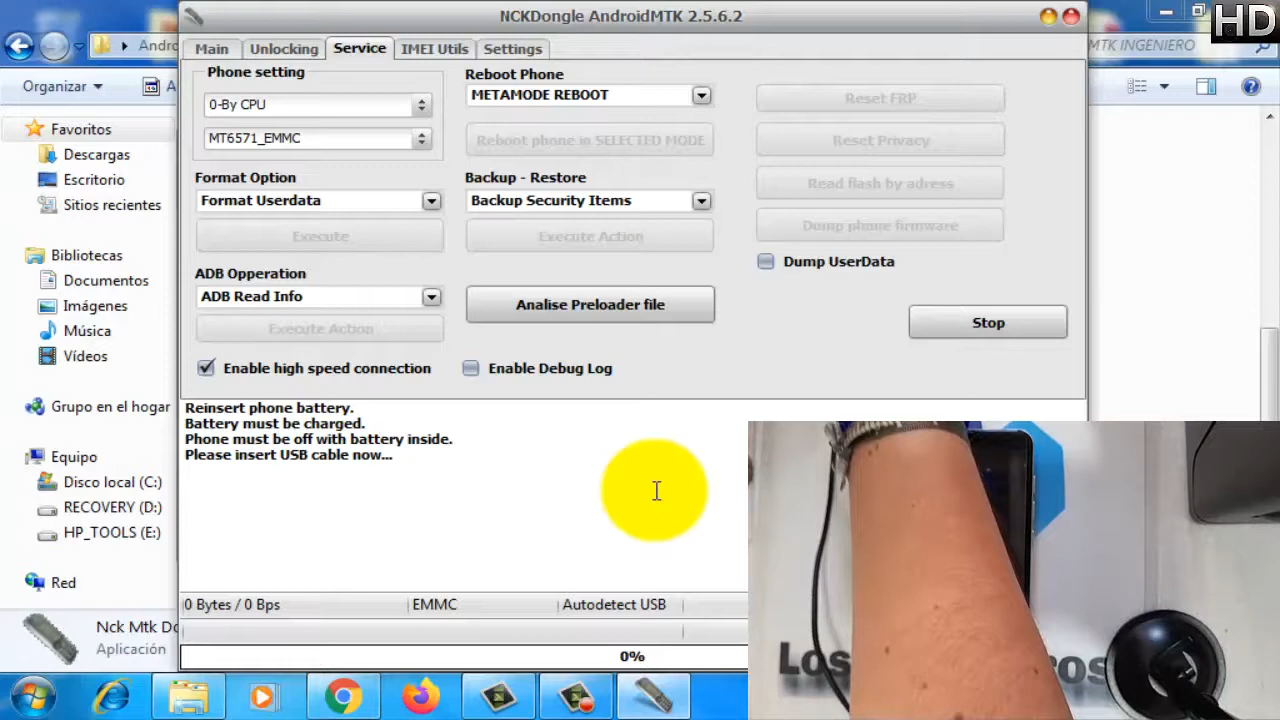 NCKDongle AndroidMTK 2.5.6.2
HD
Andro
MTK INGENIERO
Main
Unlocking
Service
IMEI Utils
Settings
Organizar
A
Phone setting
0-By CPU
MT6571_EMMC
Reboot Phone
METAMODE REBOOT
Reboot phone in SELECTED MODE
Reset FRP
Reset Privacy
Read flash by adress
Dump phone firmware
Dump UserData
Format Option
Format Userdata
Execute
Backup - Restore
Backup Security Items
Execute Action
ADB Opperation
ADB Read Info
Execute Action
Analise Preloader file
Stop
Enable high speed connection
Enable Debug Log
Reinsert phone battery.
Battery must be charged.
Phone must be off with battery inside.
Please insert USB cable now...
0 Bytes / 0 Bps
EMMC
Autodetect USB
0%
Favoritos
Descargas
Escritorio
Sitios recientes
Bibliotecas
Documentos
Imágenes
Música
Vídeos
Grupo en el hogar
Equipo
Disco local (C:)
RECOVERY (D:)
HP_TOOLS (E:)
Red
Nck Mtk Do
Aplicación
Los
ros